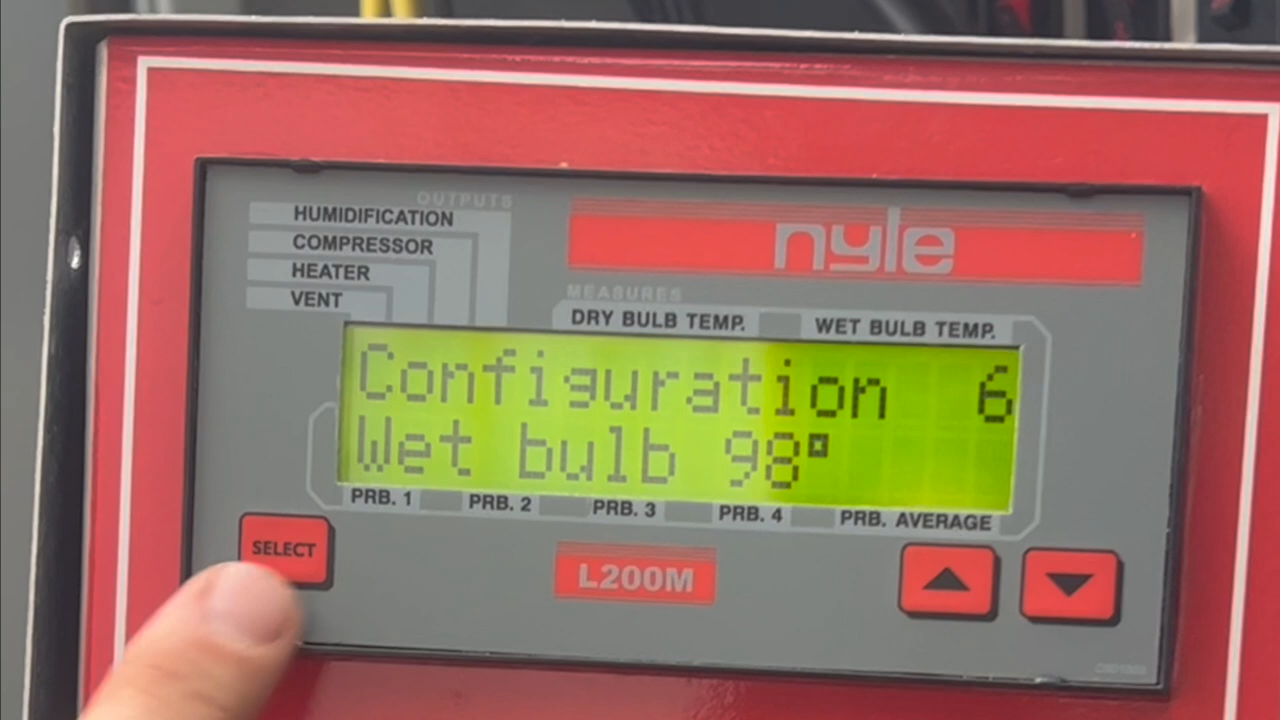 OUTPUTS
HUMIDIFICATION
COMPRESSOR
HEATER
VENT
nyle
MEASURES
DRY BULB TEMP. WET BULB TEMP.
Configuration 6
Wet bulb 98°
PRB. 1 PRB. 2 PRB. 3 PRB. 4 PRB. AVERAGE
SELECT
L200M